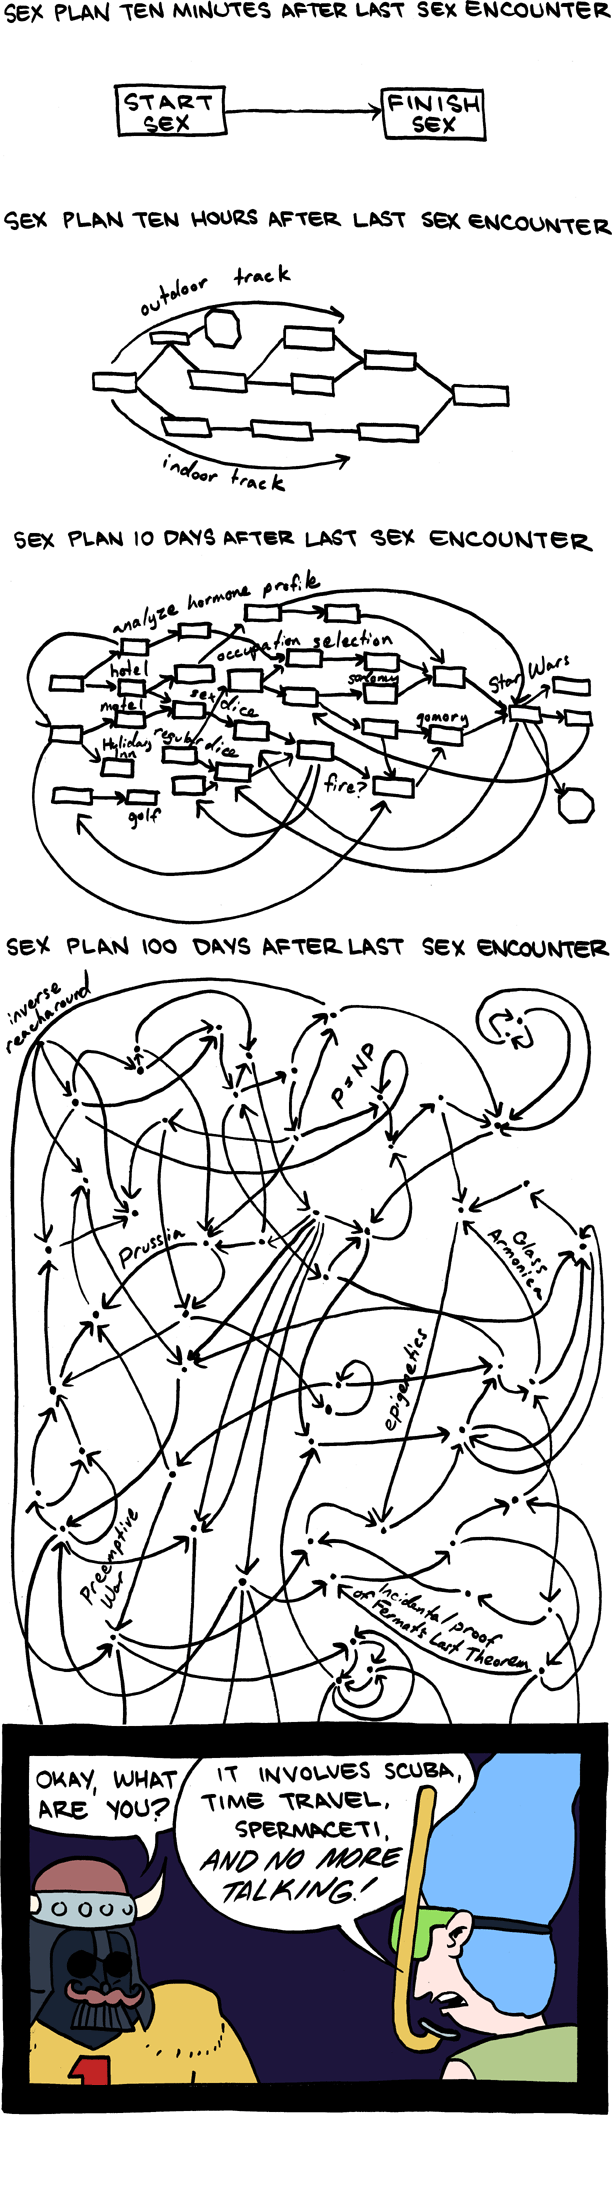 SEX PLAN TEN MINUTES AFTER LAST SEX ENCOUNTER
START
SEX
FINISH
SEX
SEX PLAN TEN HOURS AFTER LAST SEX ENCOUNTER
outdoor track
indoor track
SEX PLAN 10 DAYS AFTER LAST SEX ENCOUNTER
analyze hormone profile
occupation selection
hotel
sodomy
Star Wars
motel
sex dice
gomory
Holiday
Inn
regular dice
fire?
golf
SEX PLAN 100 DAYS AFTER LAST SEX ENCOUNTER
inverse
reacharound
P=NP
Prussia
Glass
Armonica
epigenetics
Preemptive
War
Incidental proof
of Fermat's Last Theorem
OKAY, WHAT
ARE YOU?
IT INVOLVES SCUBA,
TIME TRAVEL,
SPERMACETI,
AND NO MORE
TALKING!
1